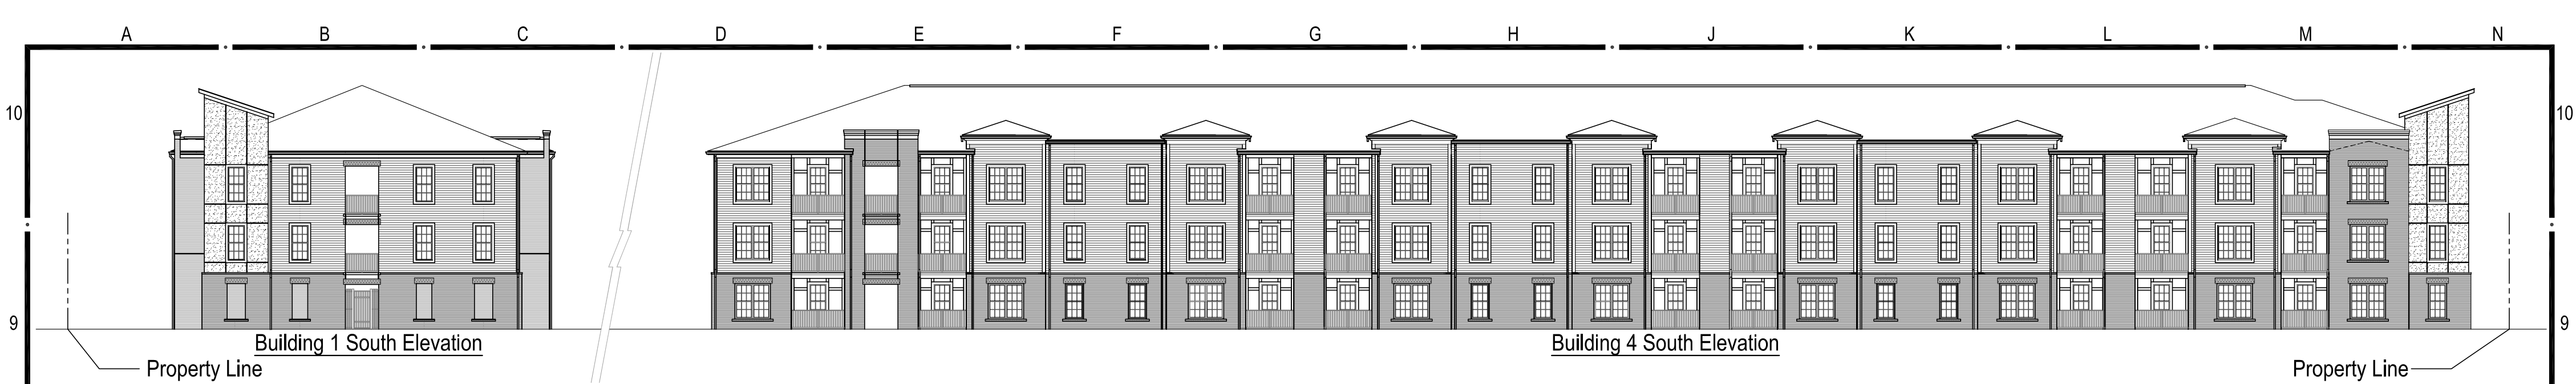 A B C D E F G H J K L M N
10 10
9 9
Building 1 South Elevation Building 4 South Elevation
Property Line Property Line